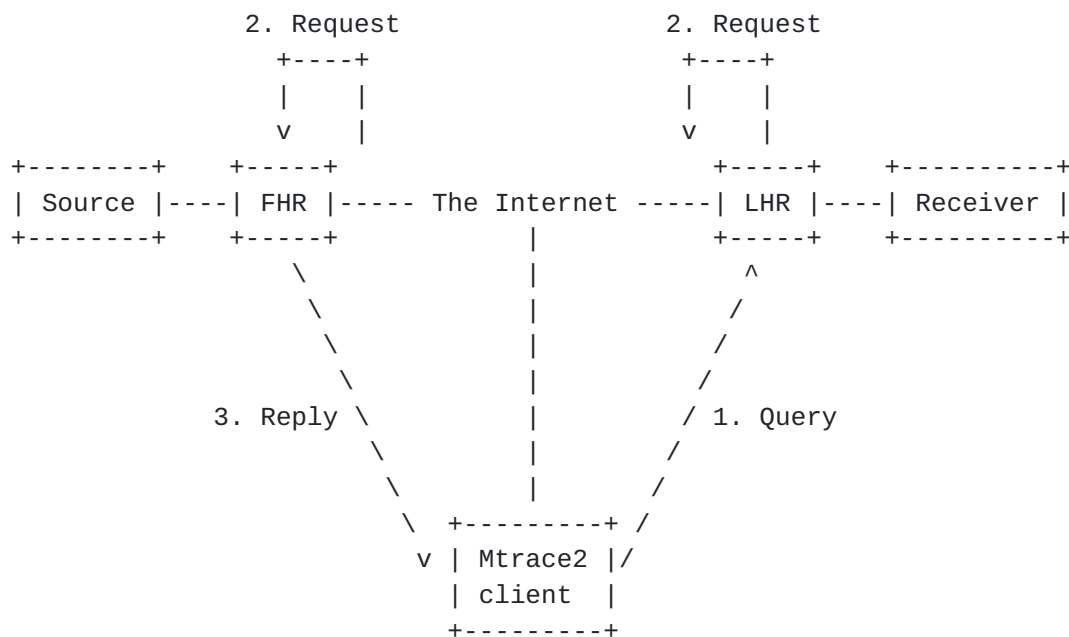 2. Request 2. Request
Source FHR The Internet LHR Receiver
3. Reply 1. Query
Mtrace2
client